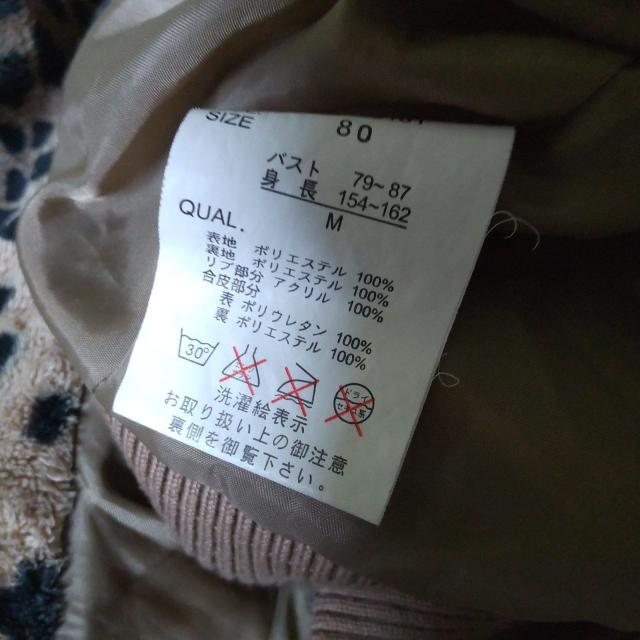 SIZE 80
バスト 79~87
身長 154~162
QUAL. M
表地 ポリエステル 100%
裏地 ポリエステル 100%
リブ部分 アクリル 100%
合皮部分
表 ポリウレタン 100%
裏 ポリエステル 100%
30°
洗濯絵表示
お取り扱い上の御注意
裏側を御覧下さい。